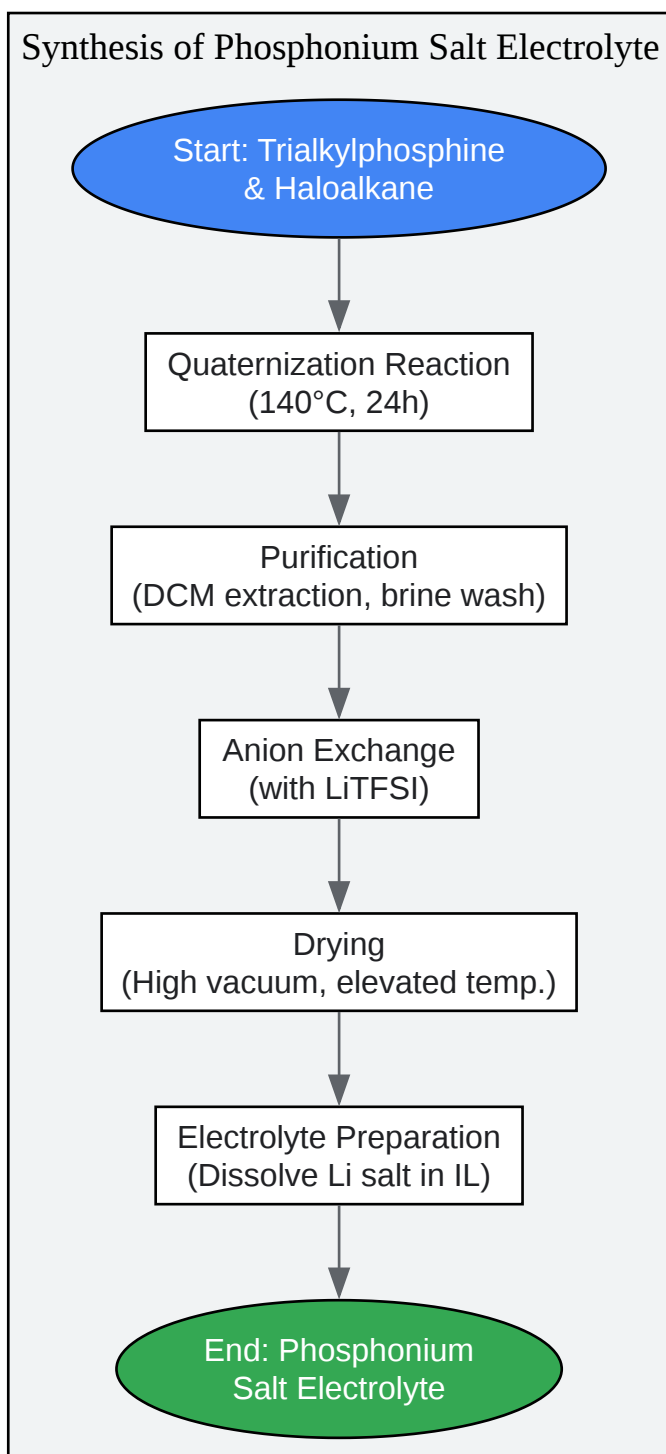 Synthesis of Phosphonium Salt Electrolyte
Start: Trialkylphosphine
& Haloalkane
Quaternization Reaction
(140°C, 24h)
Purification
(DCM extraction, brine wash)
Anion Exchange
(with LiTFSI)
Drying
(High vacuum, elevated temp.)
Electrolyte Preparation
(Dissolve Li salt in IL)
End: Phosphonium
Salt Electrolyte